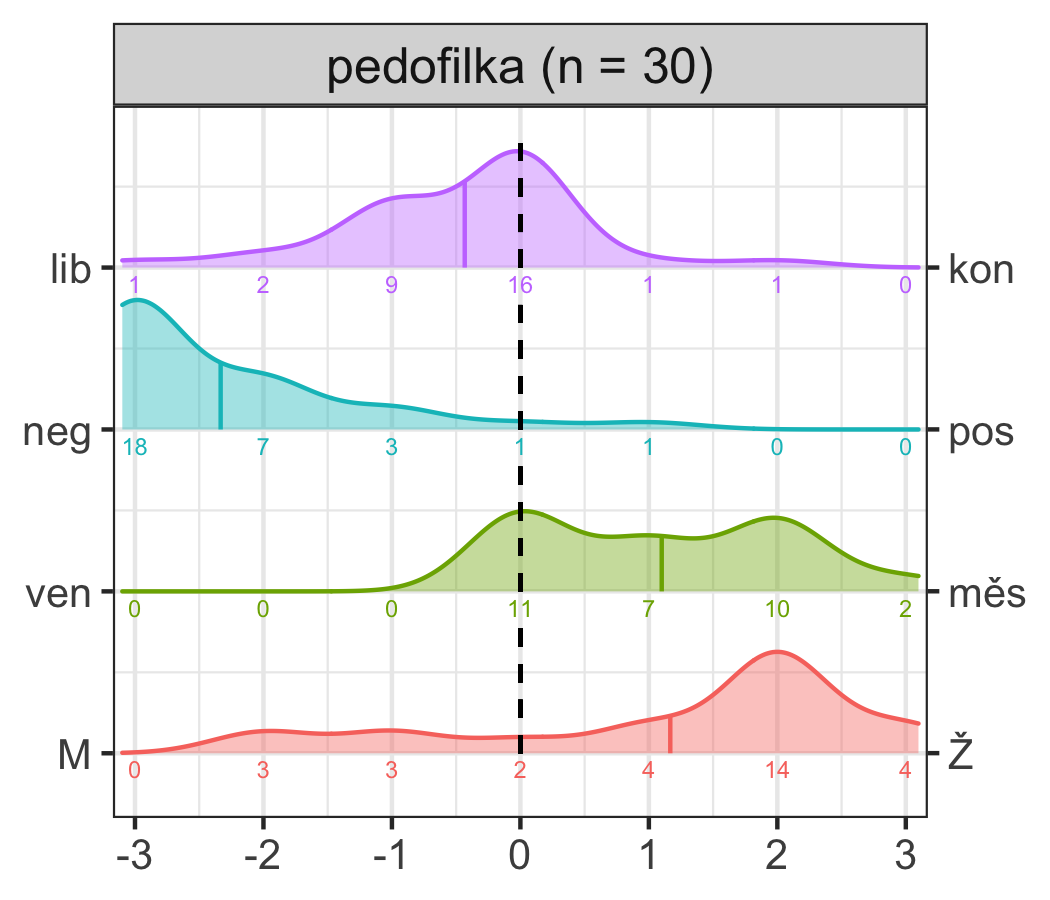 pedofilka (n = 30)
lib kon
1 2 9 16 1 1 0
neg pos
18 7 3 1 1 0 0
ven měs
0 0 0 11 7 10 2
M Ž
0 3 3 2 4 14 4
-3 -2 -1 0 1 2 3